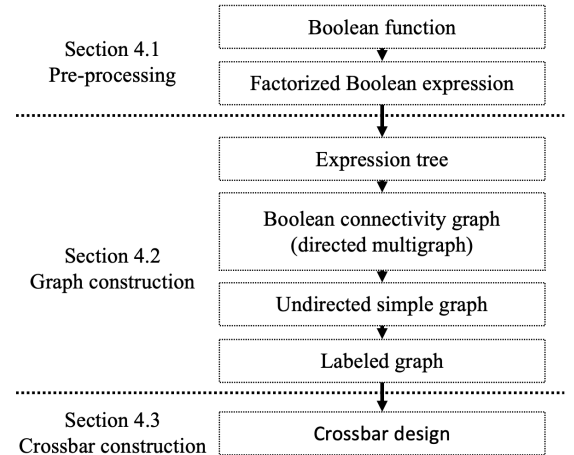 Section 4.1
Pre-processing
Boolean function
Factorized Boolean expression
Section 4.2
Graph construction
Expression tree
Boolean connectivity graph
(directed multigraph)
Undirected simple graph
Labeled graph
Section 4.3
Crossbar construction
Crossbar design